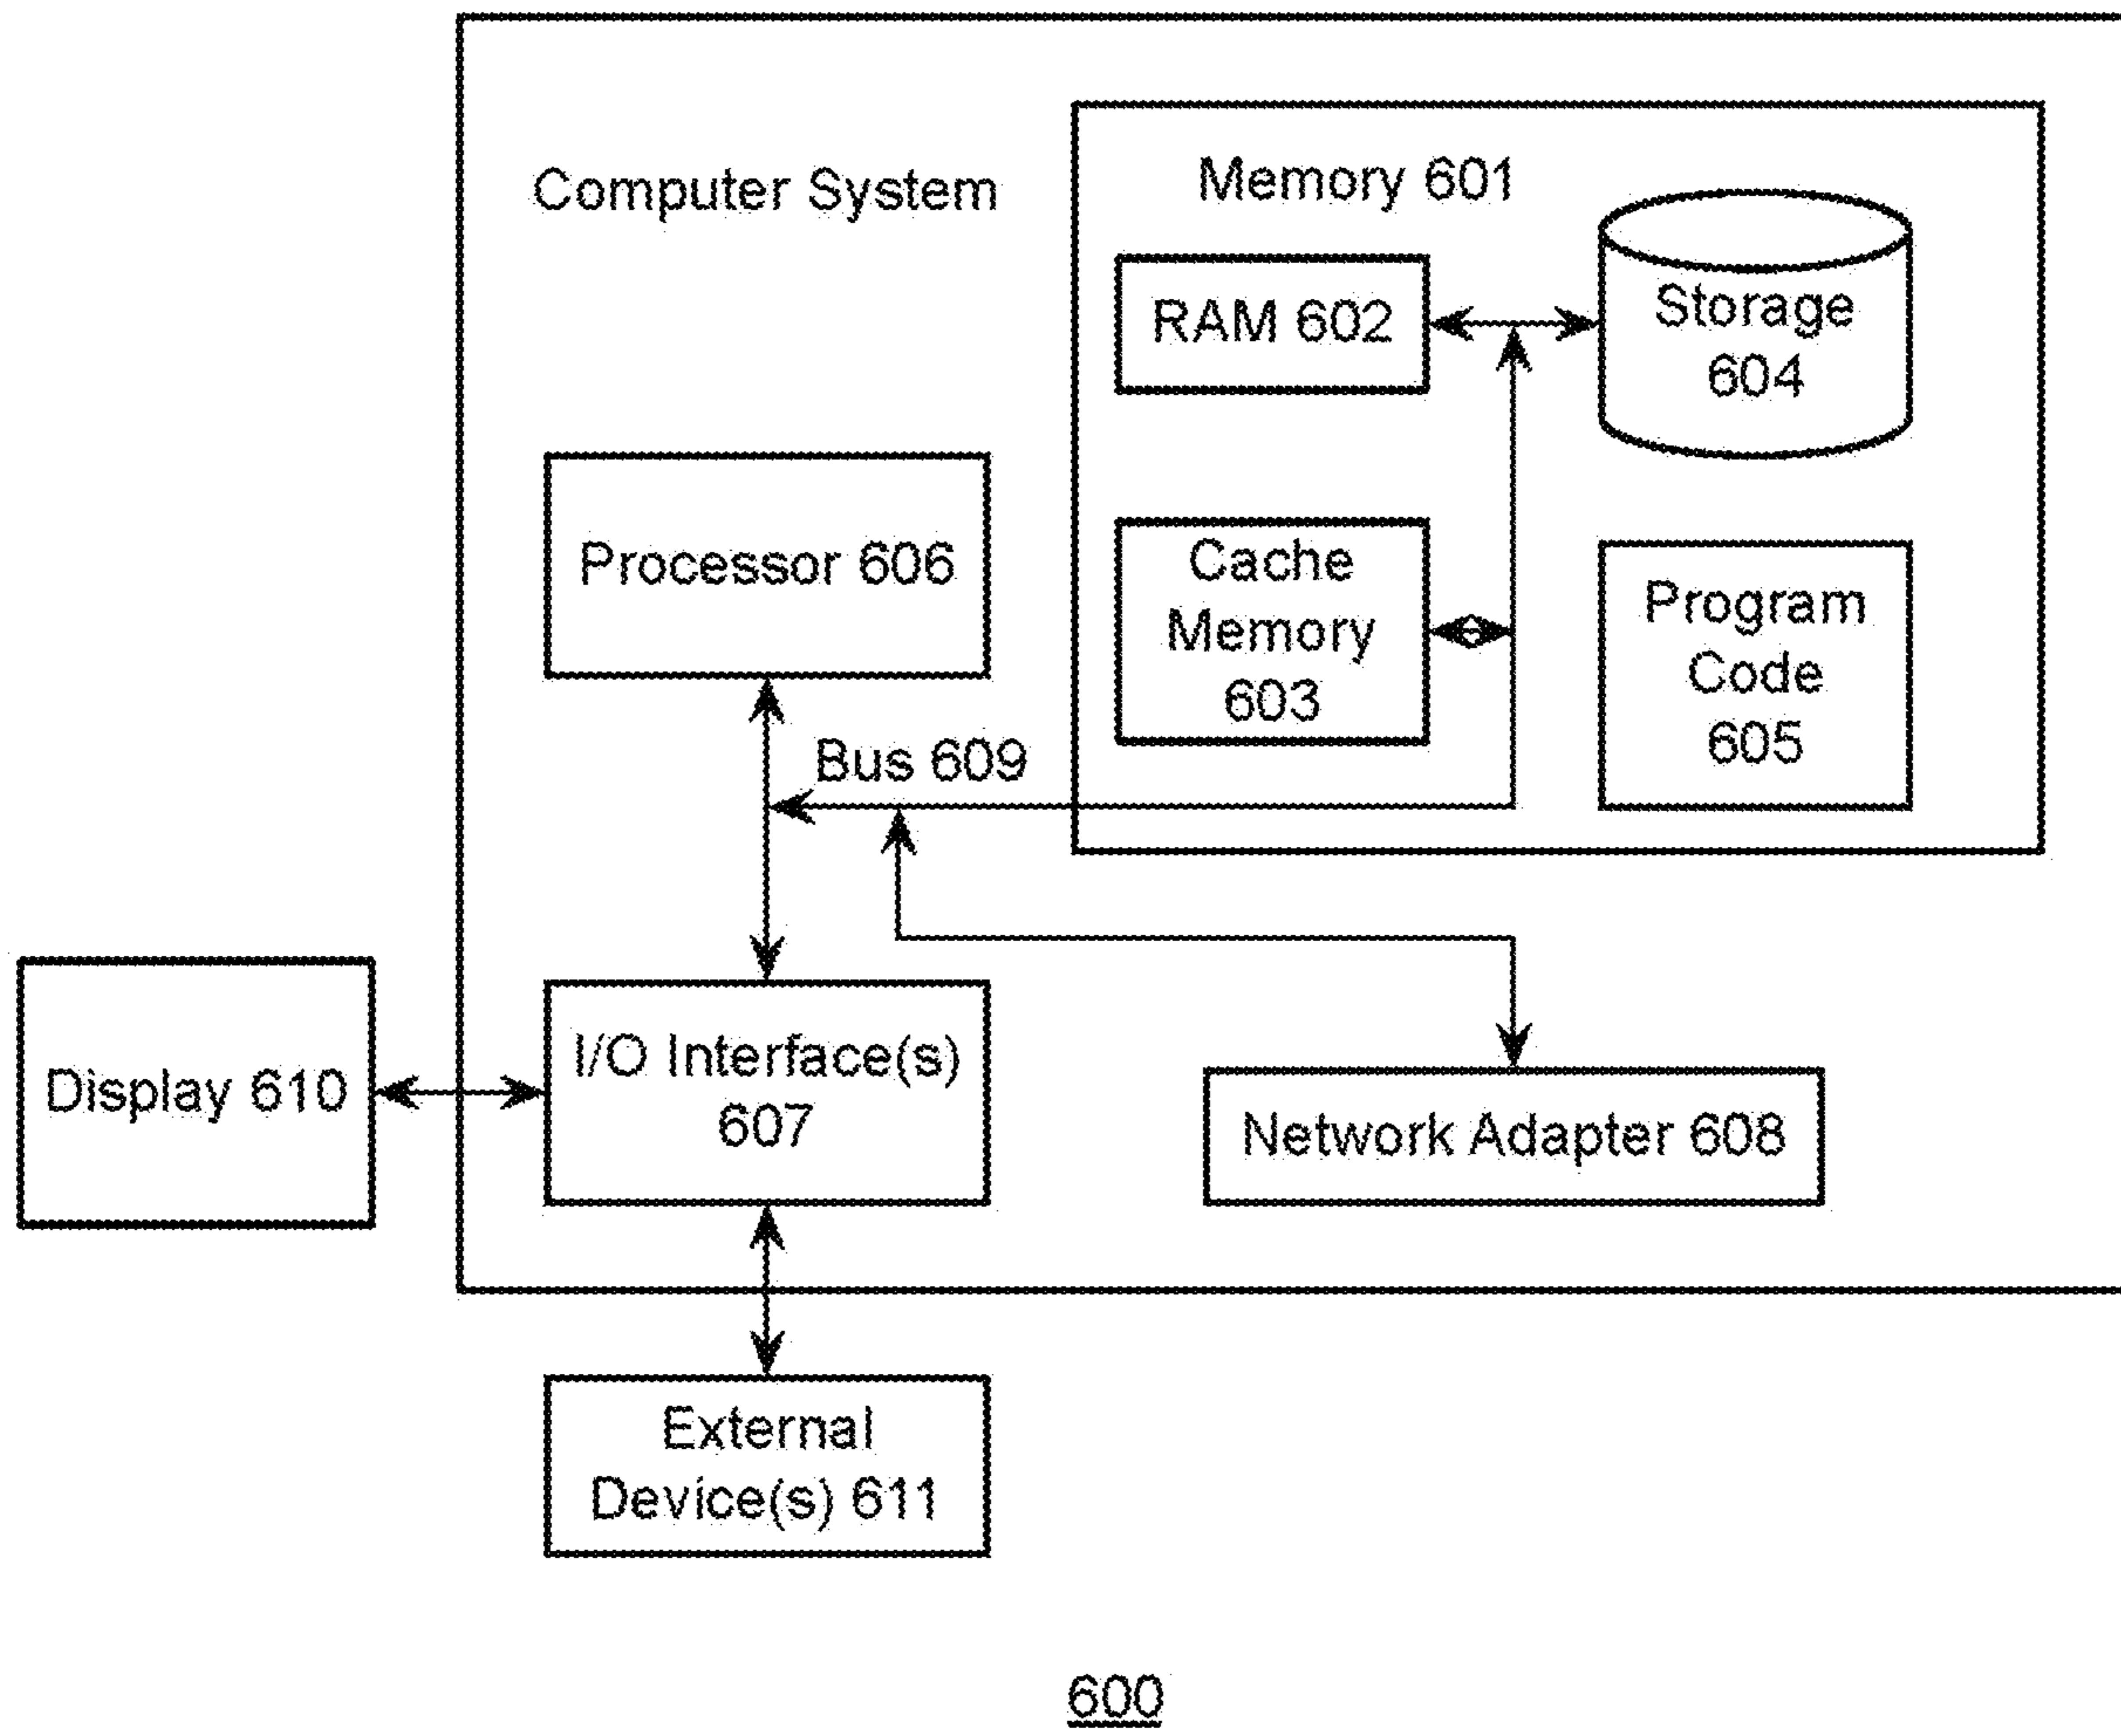 Computer System
Memory 601
RAM 602
Storage
604
Processor 606
Cache
Memory
603
Program
Code
605
Bus 609
Display 610
I/O Interface(s)
607
Network Adapter 608
External
Device(s) 611
600